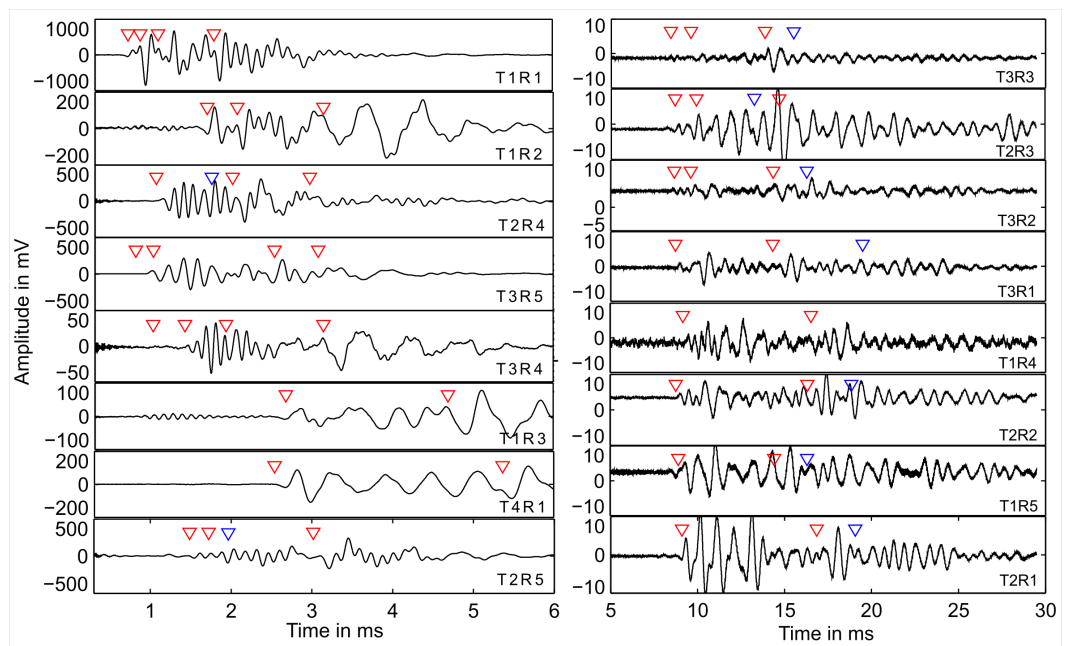 Amplitude in mV
1000
0
−1000
T1R1
200
0
−200
T1R2
500
0
−500
T2R4
500
0
−500
T3R5
50
0
−50
T3R4
100
0
−100
T1R3
200
0
−200
T4R1
500
0
−500
T2R5
1 2 3 4 5 6
Time in ms
10
0
−10
T3R3
10
0
−10
T2R3
10
0
−5
T3R2
10
0
−10
T3R1
10
0
−10
T1R4
10
0
−10
T2R2
10
0
−10
T1R5
10
0
−10
T2R1
5 10 15 20 25 30
Time in ms